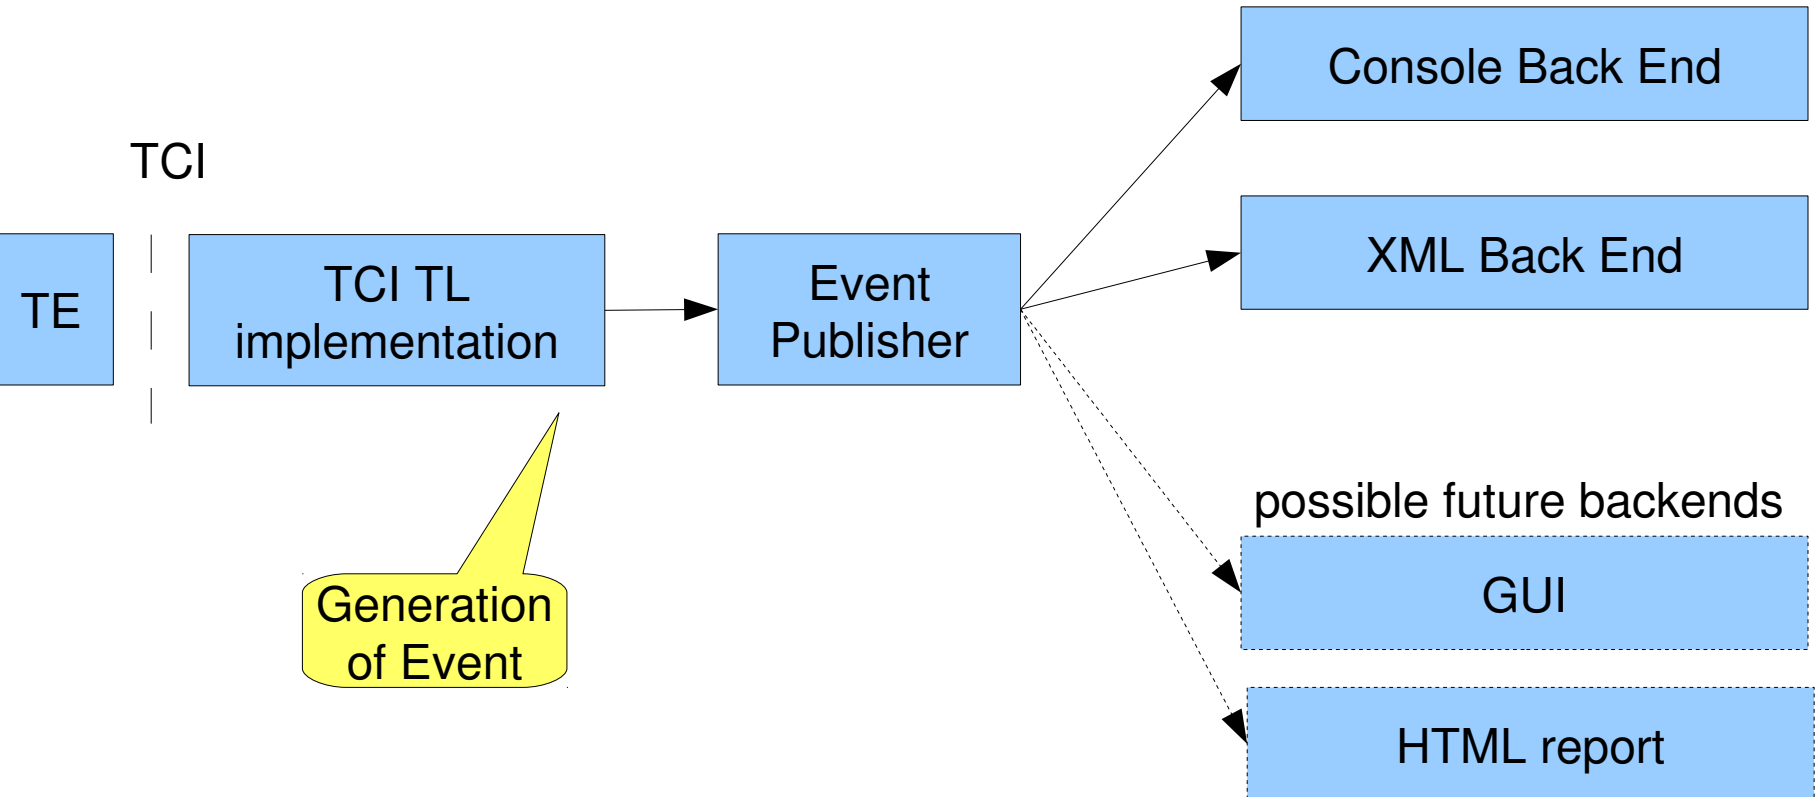 TCI
TE
TCI TL
implementation
Event
Publisher
Console Back End
XML Back End
possible future backends
GUI
HTML report
Generation
of Event